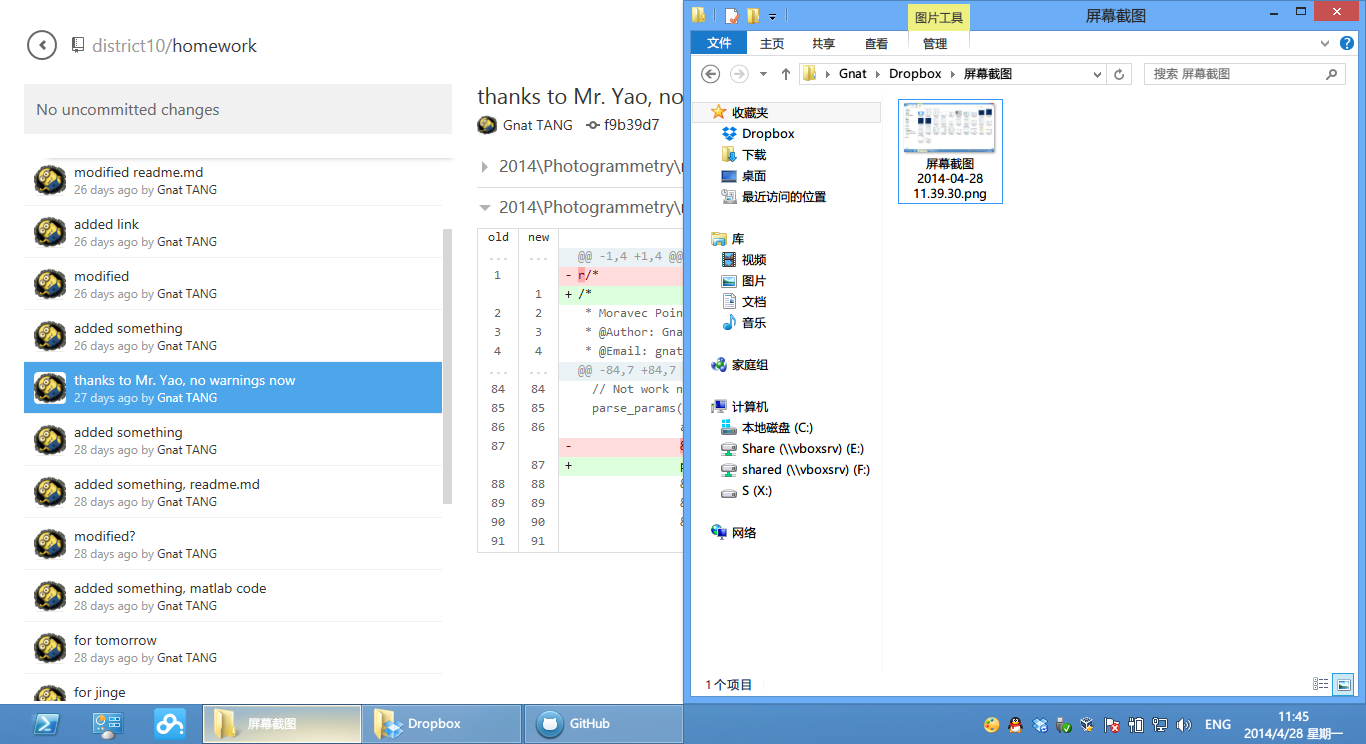 district10/homework
No uncommitted changes
modified readme.md
26 days ago by Gnat TANG
added link
26 days ago by Gnat TANG
modified
26 days ago by Gnat TANG
added something
26 days ago by Gnat TANG
thanks to Mr. Yao, no warnings now
27 days ago by Gnat TANG
added something
28 days ago by Gnat TANG
added something, readme.md
28 days ago by Gnat TANG
modified?
28 days ago by Gnat TANG
added something, matlab code
28 days ago by Gnat TANG
for tomorrow
28 days ago by Gnat TANG
for jinge
thanks to Mr. Yao, no
Gnat TANG f9b39d7
2014\Photogrammetry\
2014\Photogrammetry\
old new
... ... @@ -1,4 +1,4 @@
1 - r/*
1 + /*
2 2 * Moravec Poin
3 3 * @Author: Gna
4 4 * @Email: gnat
... ... @@ -84,7 +84,7
84 84 // Not work n
85 85 parse_params(
86 86 a
87 - &
87 + p
88 88 &
89 89 &
90 90 &
91 91
图片工具
屏幕截图
文件 主页 共享 查看 管理
Gnat Dropbox 屏幕截图
搜索 屏幕截图
收藏夹
Dropbox
下载
桌面
最近访问的位置
库
视频
图片
文档
音乐
家庭组
计算机
本地磁盘 (C:)
Share (\\vboxsrv) (E:)
shared (\\vboxsrv) (F:)
S (X:)
网络
屏幕截图
2014-04-28
11.39.30.png
1 个项目
屏幕截图 Dropbox GitHub
ENG
11:45
2014/4/28 星期一